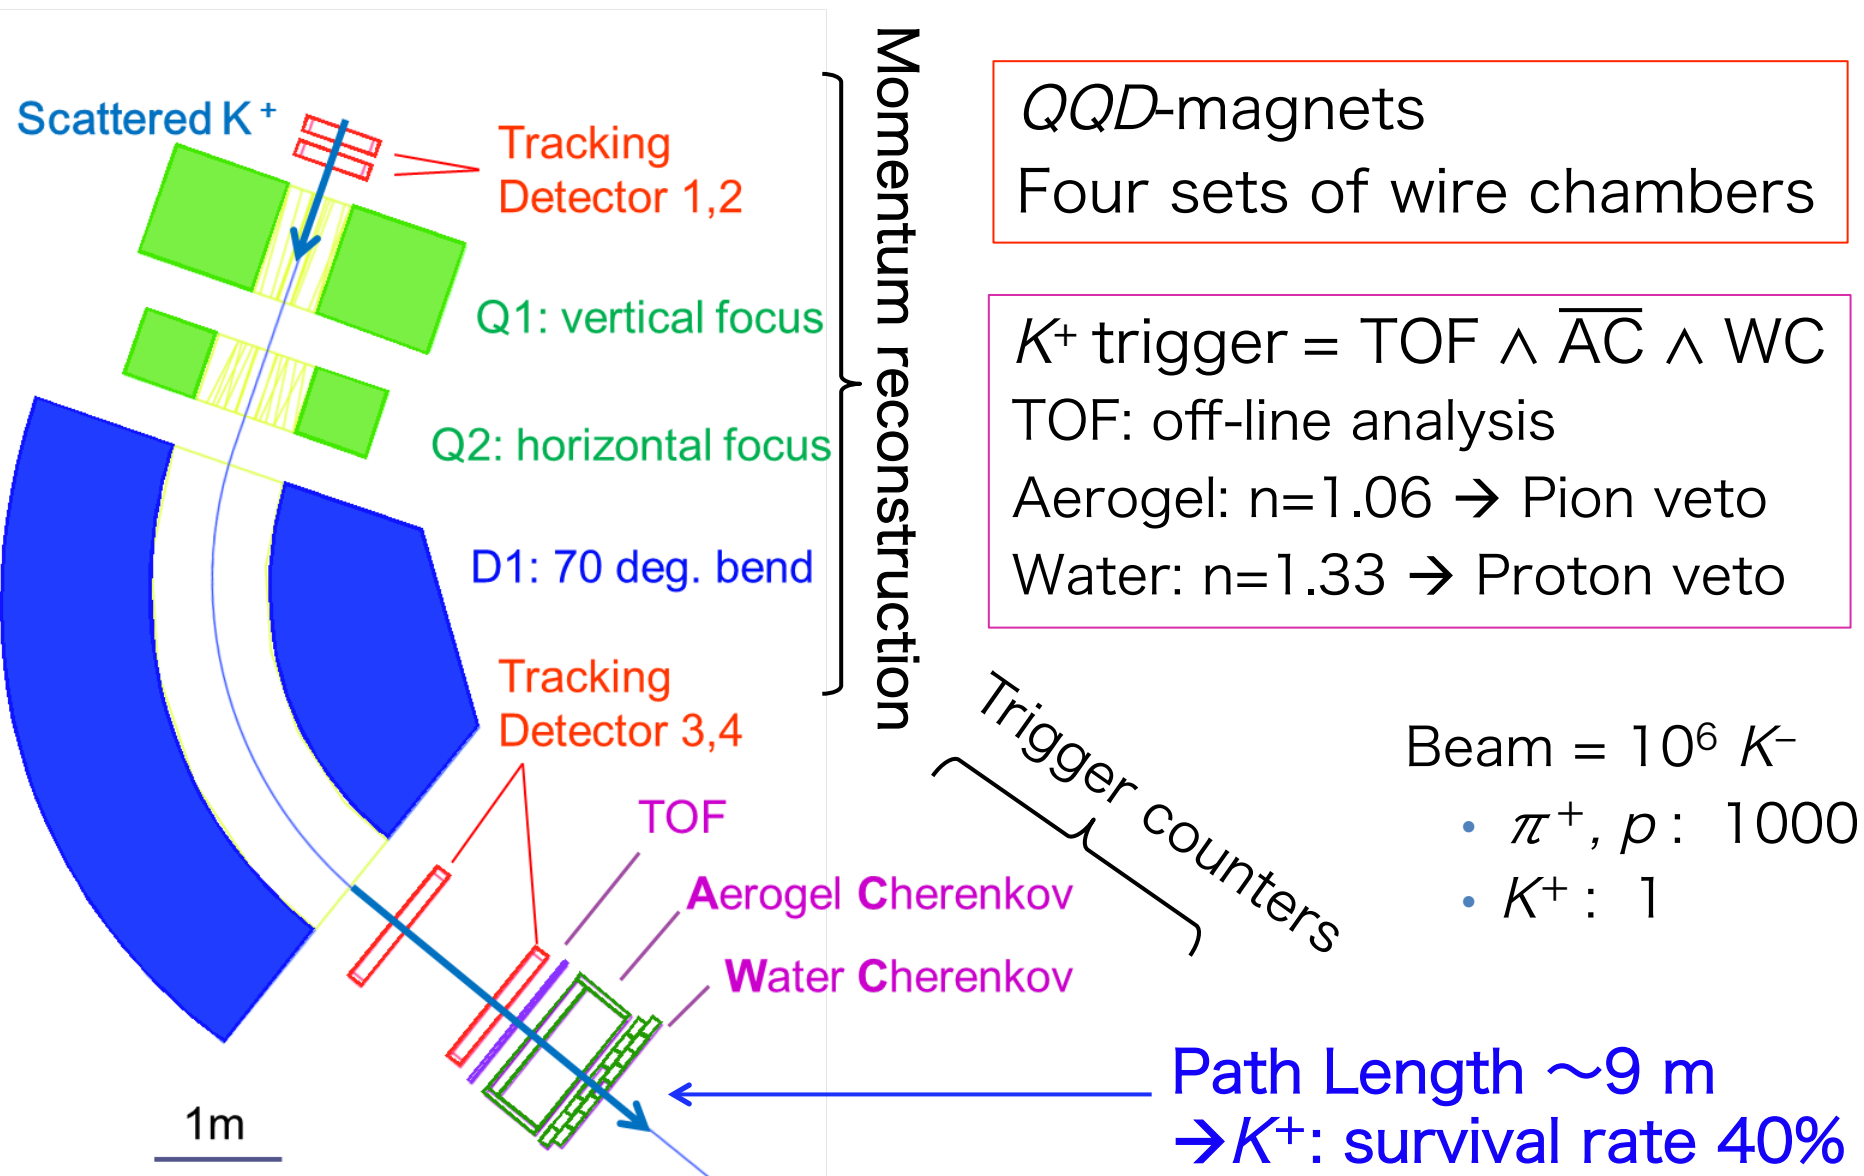 Scattered K⁺
Tracking
Detector 1,2
Q1: vertical focus
Q2: horizontal focus
D1: 70 deg. bend
Tracking
Detector 3,4
TOF
Aerogel Cherenkov
Water Cherenkov
1m
Momentum reconstruction
Trigger counters
QQD-magnets
Four sets of wire chambers
K⁺ trigger = TOF ∧ A̅C̅ ∧ WC
TOF: off-line analysis
Aerogel: n=1.06 → Pion veto
Water: n=1.33 → Proton veto
Beam = 10⁶ K⁻
• π⁺, p : 1000
• K⁺ : 1
Path Length ～9 m
→K⁺: survival rate 40%